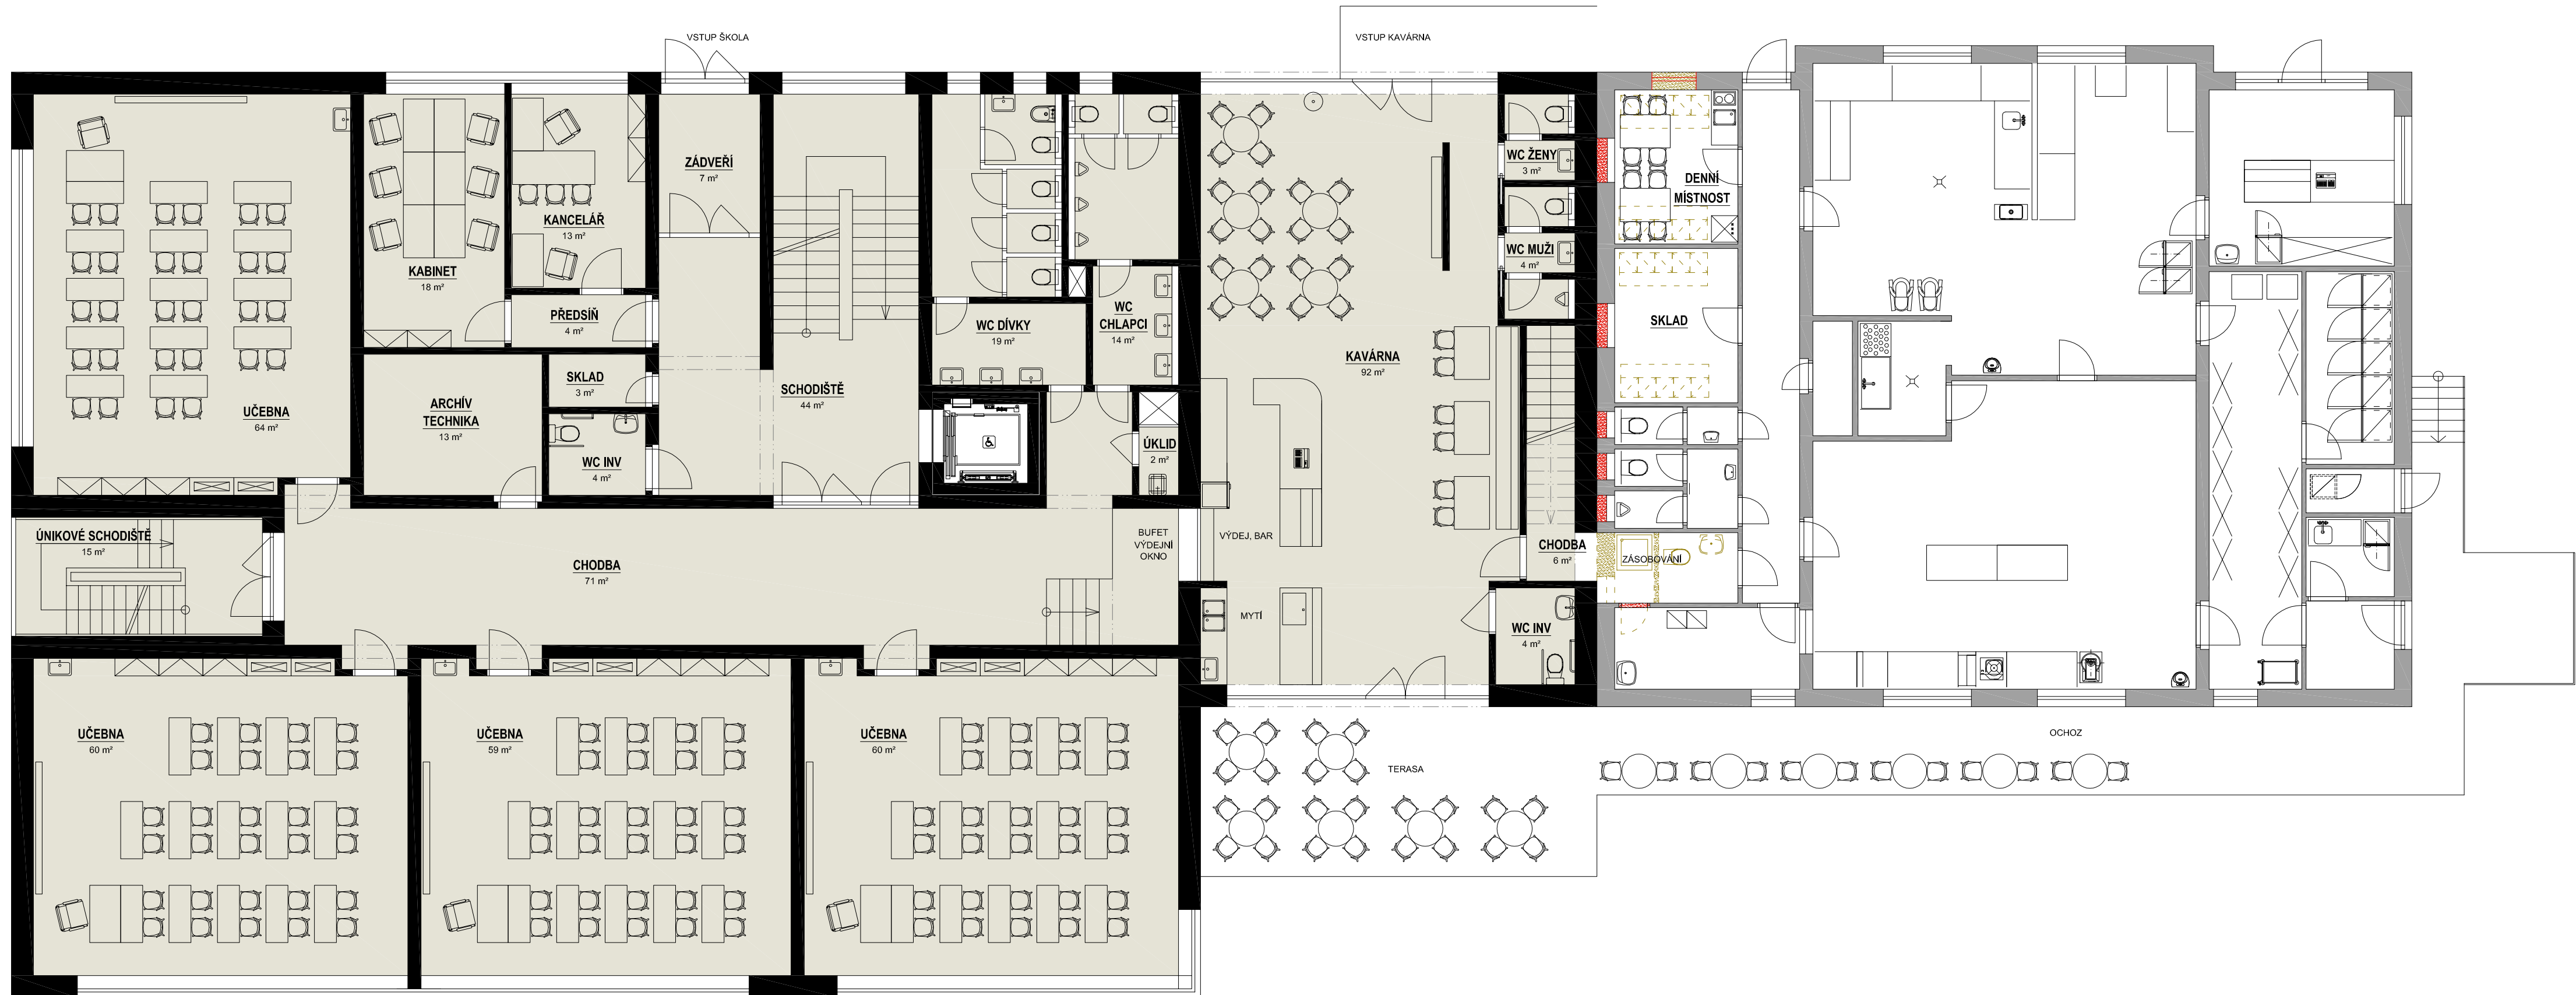 VSTUP ŠKOLA
VSTUP KAVÁRNA
ZÁDVEŘÍ
7 m²
WC ŽENY
3 m²
DENNÍ
MÍSTNOST
KANCELÁŘ
13 m²
KABINET
18 m²
WC MUŽI
4 m²
PŘEDSÍŇ
4 m²
WC DÍVKY
19 m²
WC
CHLAPCI
14 m²
SKLAD
KAVÁRNA
92 m²
SKLAD
3 m²
SCHODIŠTĚ
44 m²
ARCHÍV
TECHNIKA
13 m²
UČEBNA
64 m²
WC INV
4 m²
ÚKLID
2 m²
ÚNIKOVÉ SCHODIŠTĚ
15 m²
CHODBA
71 m²
BUFET
VÝDEJNÍ
OKNO
VÝDEJ, BAR
CHODBA
6 m²
ZÁSOBOVÁNÍ
MYTÍ
WC INV
4 m²
UČEBNA
60 m²
UČEBNA
59 m²
UČEBNA
60 m²
OCHOZ
TERASA